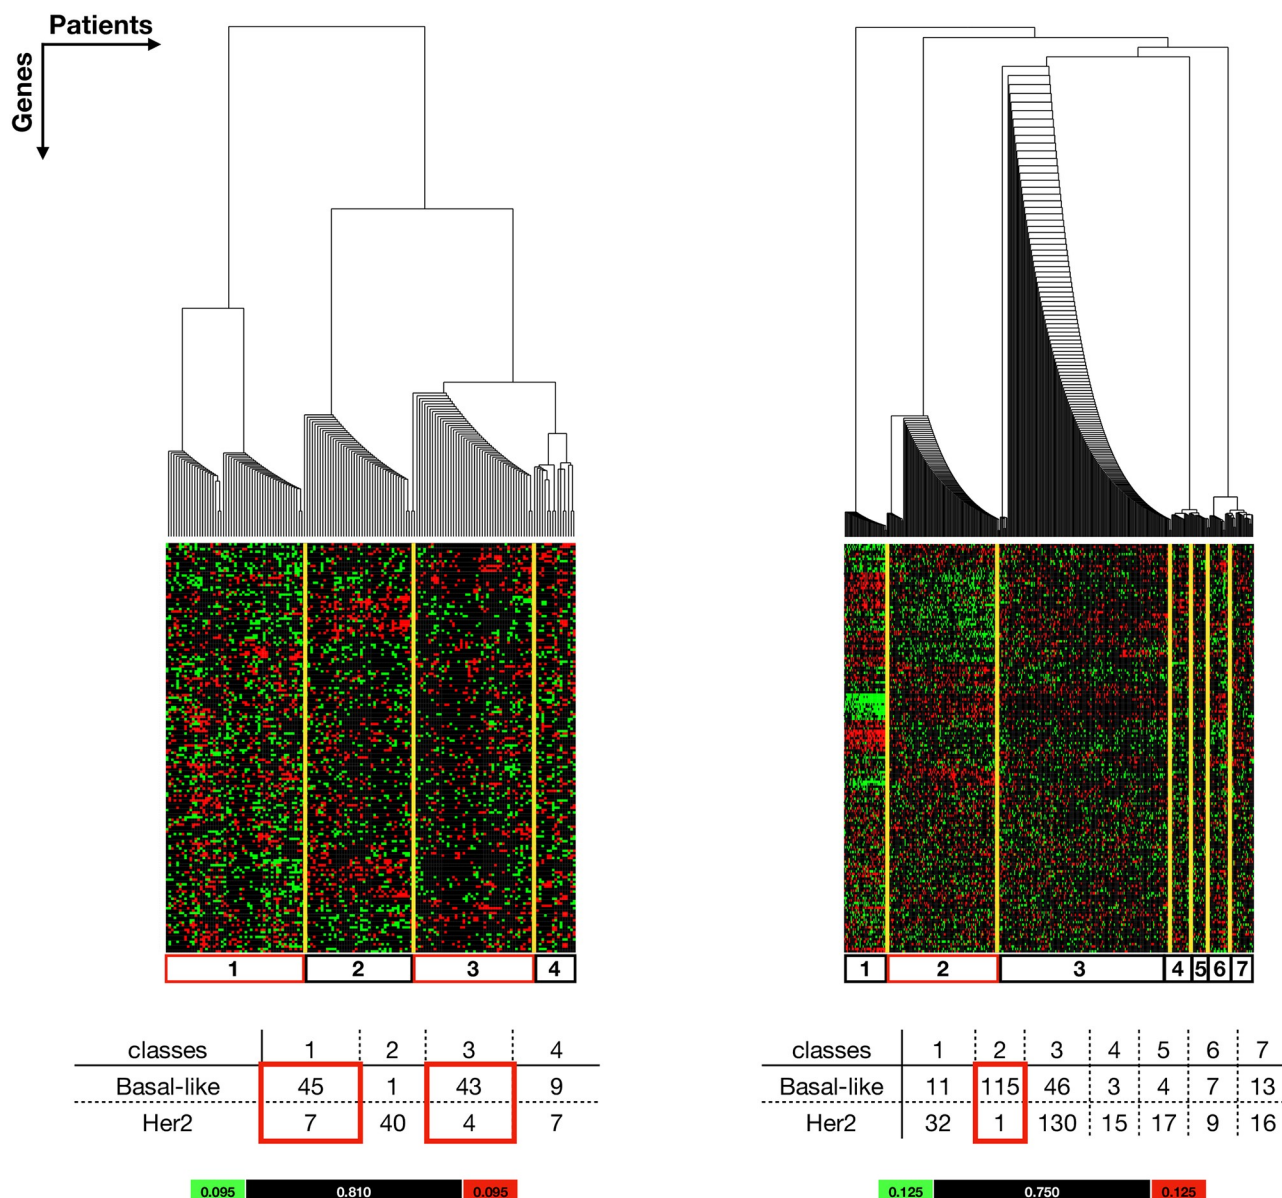 Patients
Genes
1 2 3 4
1 2 3 4 5 6 7
classes 1 2 3 4
Basal-like 45 1 43 9
Her2 7 40 4 7
classes 1 2 3 4 5 6 7
Basal-like 11 115 46 3 4 7 13
Her2 32 1 130 15 17 9 16
0.095 0.810 0.095
0.125 0.750 0.125